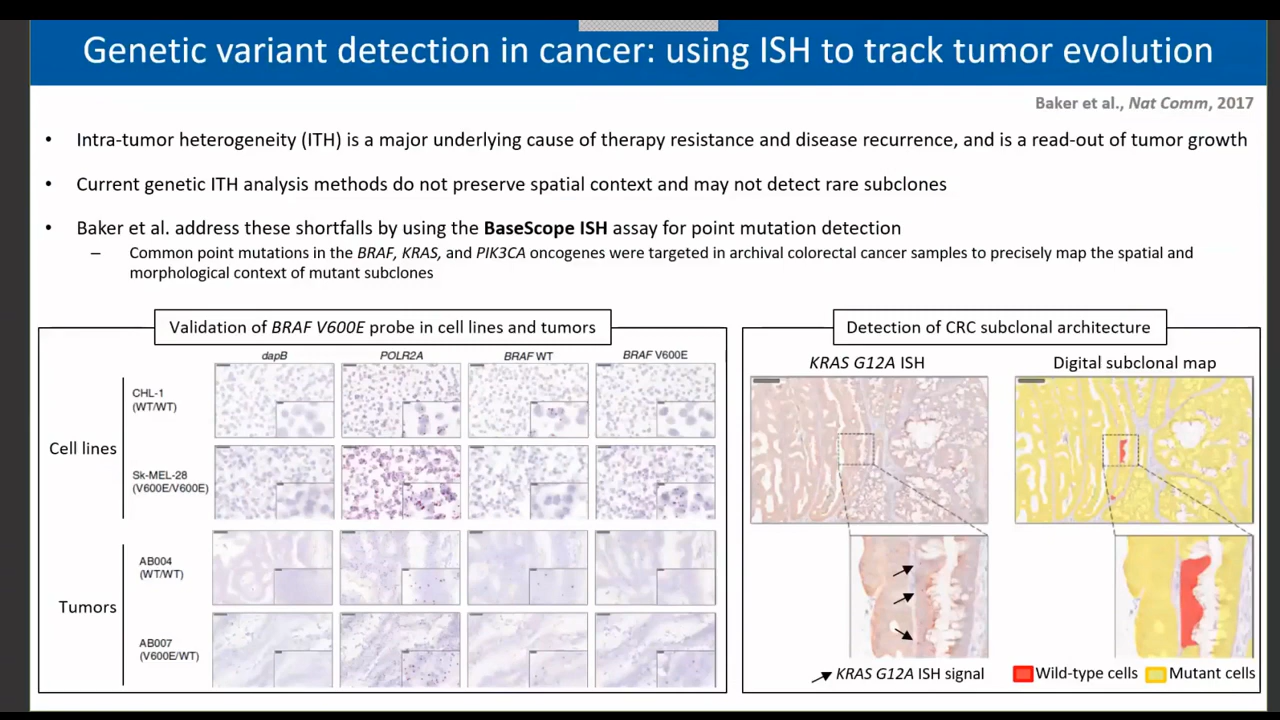 Genetic variant detection in cancer: using ISH to track tumor evolution
Baker et al., Nat Comm, 2017
• Intra-tumor heterogeneity (ITH) is a major underlying cause of therapy resistance and disease recurrence, and is a read-out of tumor growth
• Current genetic ITH analysis methods do not preserve spatial context and may not detect rare subclones
• Baker et al. address these shortfalls by using the BaseScope ISH assay for point mutation detection
– Common point mutations in the BRAF, KRAS, and PIK3CA oncogenes were targeted in archival colorectal cancer samples to precisely map the spatial and
morphological context of mutant subclones
Validation of BRAF V600E probe in cell lines and tumors
dapB POLR2A BRAF WT BRAF V600E
Cell lines
CHL-1
(WT/WT)
Sk-MEL-28
(V600E/V600E)
Tumors
AB004
(WT/WT)
AB007
(V600E/WT)
Detection of CRC subclonal architecture
KRAS G12A ISH
Digital subclonal map
KRAS G12A ISH signal
Wild-type cells
Mutant cells